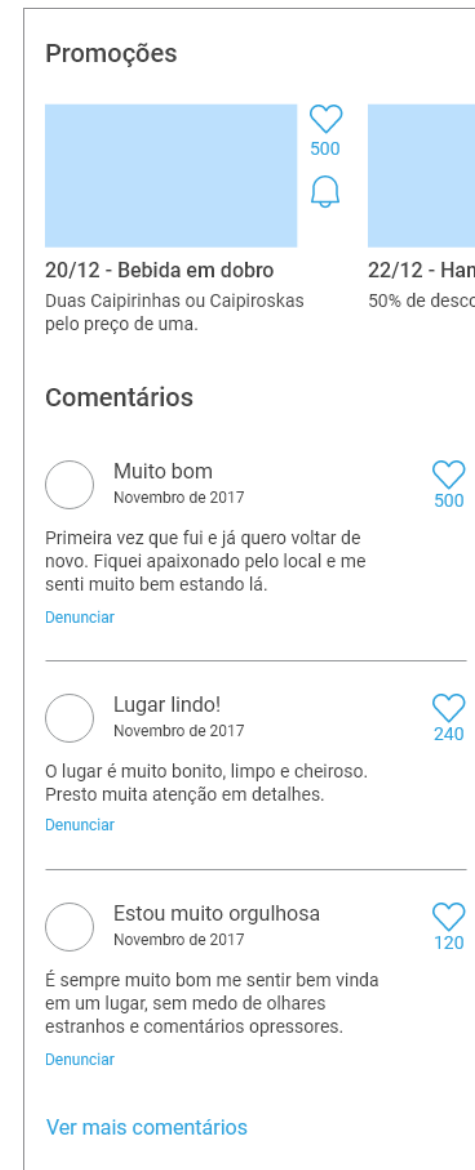 Promoções
500
20/12 - Bebida em dobro
Duas Caipirinhas ou Caipiroskas
pelo preço de uma.
22/12 -
50% de
Comentários
Muito bom
Novembro de 2017
500
Primeira vez que fui e já quero voltar de
novo. Fiquei apaixonado pelo local e me
senti muito bem estando lá.
Denunciar
Lugar lindo!
Novembro de 2017
240
O lugar é muito bonito, limpo e cheiroso.
Presto muita atenção em detalhes.
Denunciar
Estou muito orgulhosa
Novembro de 2017
120
É sempre muito bom me sentir bem vinda
em um lugar, sem medo de olhares
estranhos e comentários opressores.
Denunciar
Ver mais comentários